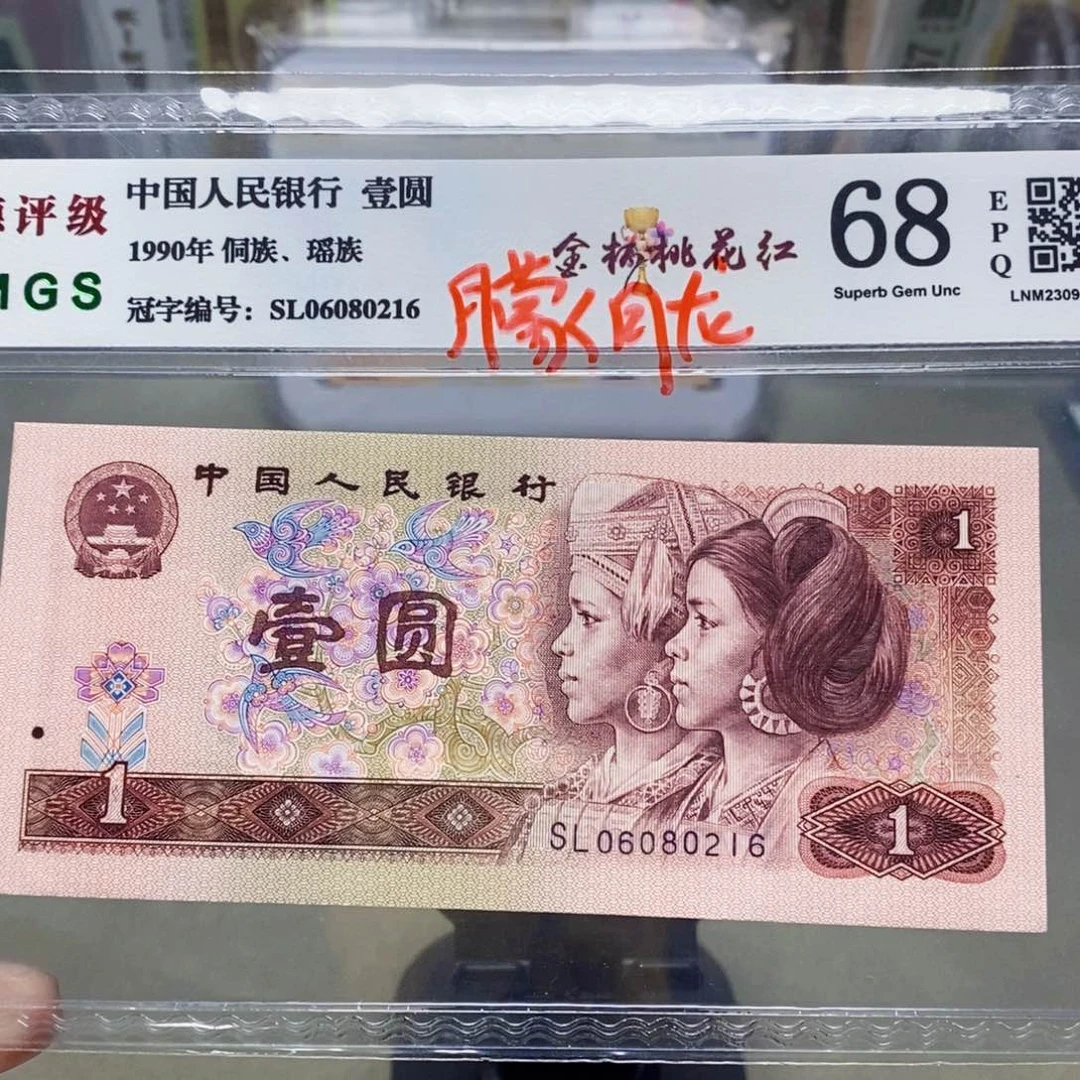 评级
MGS
中国人民银行 壹圆
1990年 侗族、瑶族
冠字编号：SL06080216
金杯桃花红
68
Superb Gem Unc
EPQ
LNM2309
中国人民银行
壹圆
1
1
SL06080216
1